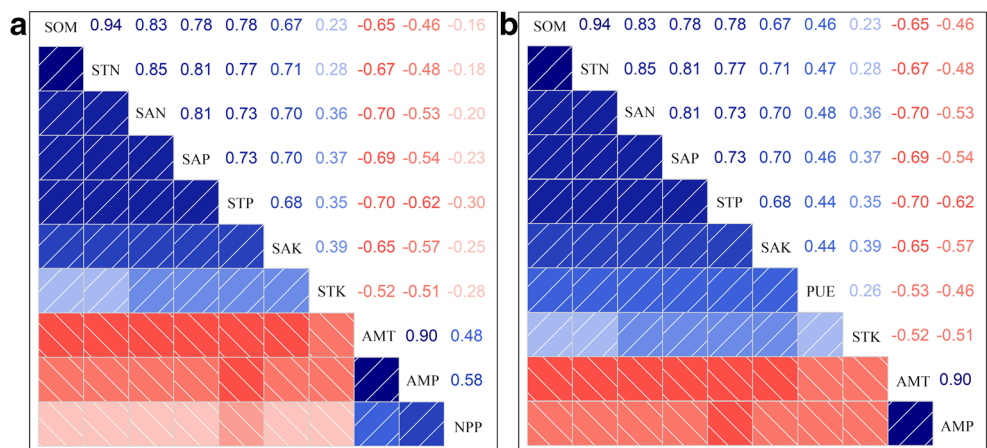 a
SOM 0.94 0.83 0.78 0.78 0.67 0.23 -0.65 -0.46 -0.16
STN 0.85 0.81 0.77 0.71 0.28 -0.67 -0.48 -0.18
SAN 0.81 0.73 0.70 0.36 -0.70 -0.53 -0.20
SAP 0.73 0.70 0.37 -0.69 -0.54 -0.23
STP 0.68 0.35 -0.70 -0.62 -0.30
SAK 0.39 -0.65 -0.57 -0.25
STK -0.52 -0.51 -0.28
AMT 0.90 0.48
AMP 0.58
NPP
b
SOM 0.94 0.83 0.78 0.78 0.67 0.46 0.23 -0.65 -0.46
STN 0.85 0.81 0.77 0.71 0.47 0.28 -0.67 -0.48
SAN 0.81 0.73 0.70 0.48 0.36 -0.70 -0.53
SAP 0.73 0.70 0.46 0.37 -0.69 -0.54
STP 0.68 0.44 0.35 -0.70 -0.62
SAK 0.44 0.39 -0.65 -0.57
PUE 0.26 -0.53 -0.46
STK -0.52 -0.51
AMT 0.90
AMP